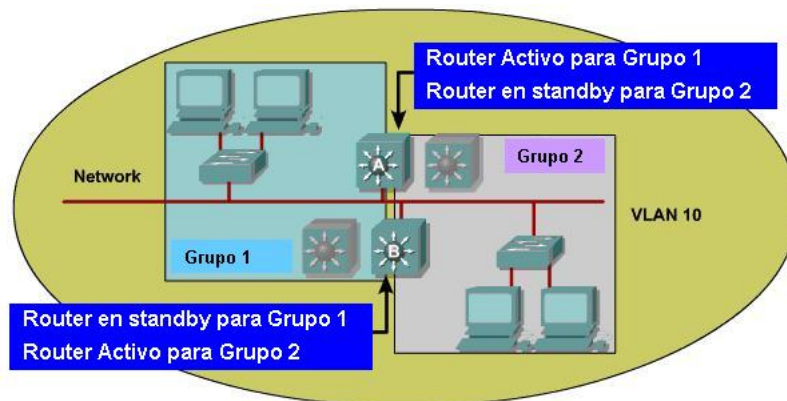 Router Activo para Grupo 1
Router en standby para Grupo 2
A
Grupo 2
Network
VLAN 10
Grupo 1
B
Router en standby para Grupo 1
Router Activo para Grupo 2